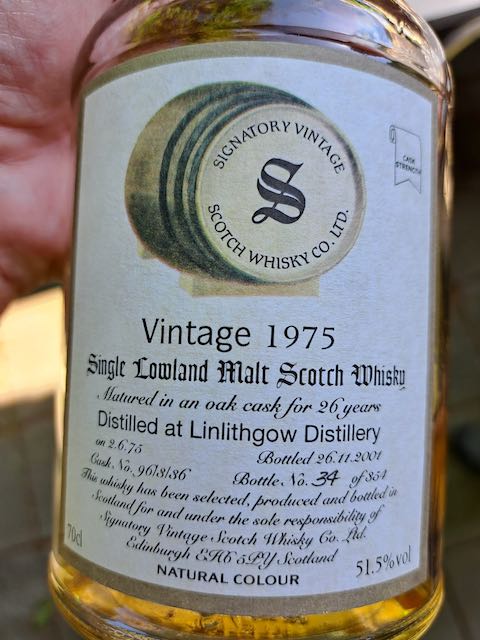 SIGNATORY VINTAGE
S
SCOTCH WHISKY CO. LTD.
CASK
STRENGTH
Vintage 1975
Single Lowland Malt Scotch Whisky
Matured in an oak cask for 26 years
Distilled at Linlithgow Distillery
on 2.6.75 Bottled 26.11.2001
Cask No. 96/3/36 Bottle No. 34 of 354
This whisky has been selected, produced and bottled in
Scotland for and under the sole responsibility of
Signatory Vintage Scotch Whisky Co. Ltd.
Edinburgh EH6 5PY Scotland
70cl NATURAL COLOUR 51.5% vol